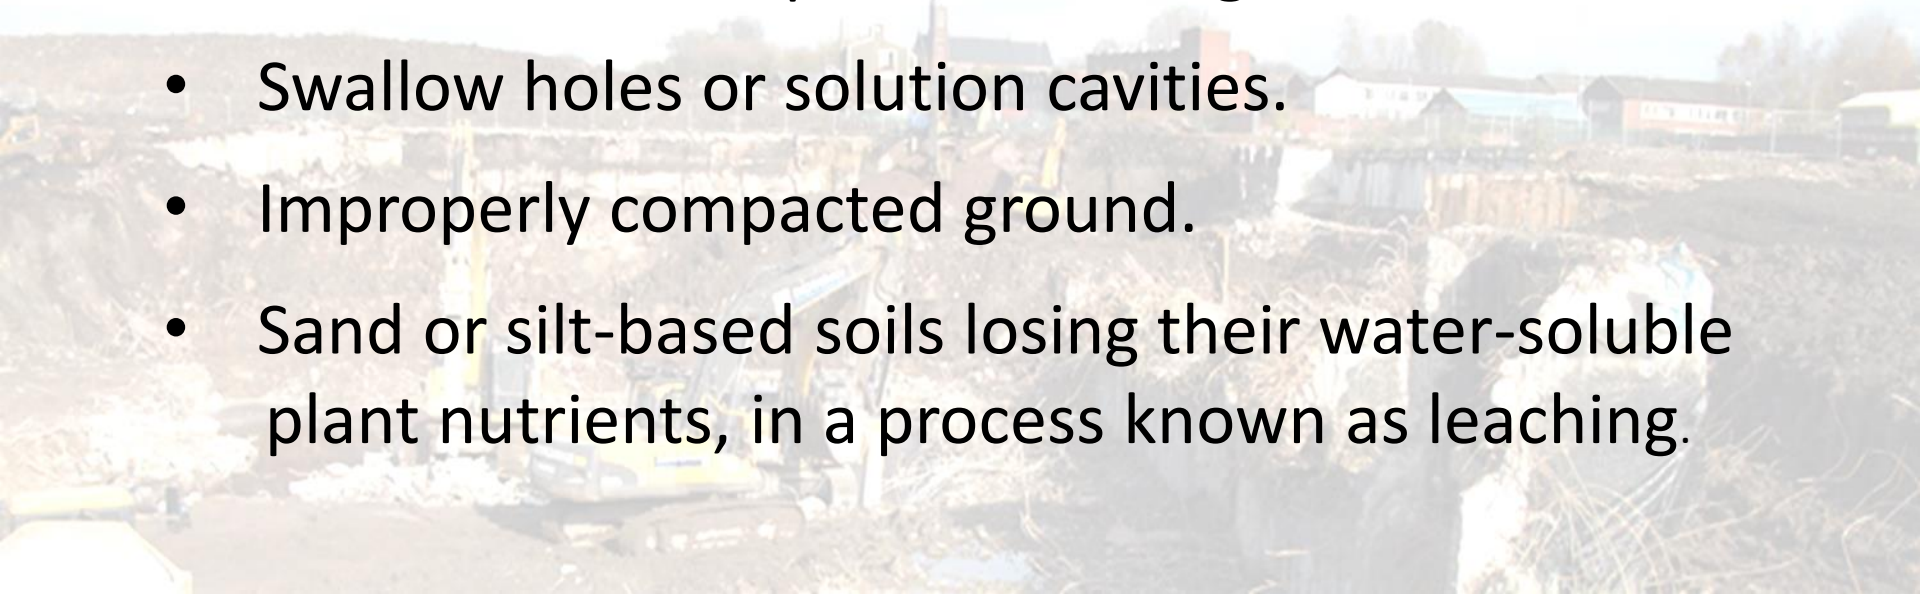 • Swallow holes or solution cavities.
• Improperly compacted ground.
• Sand or silt-based soils losing their water-soluble
plant nutrients, in a process known as leaching.